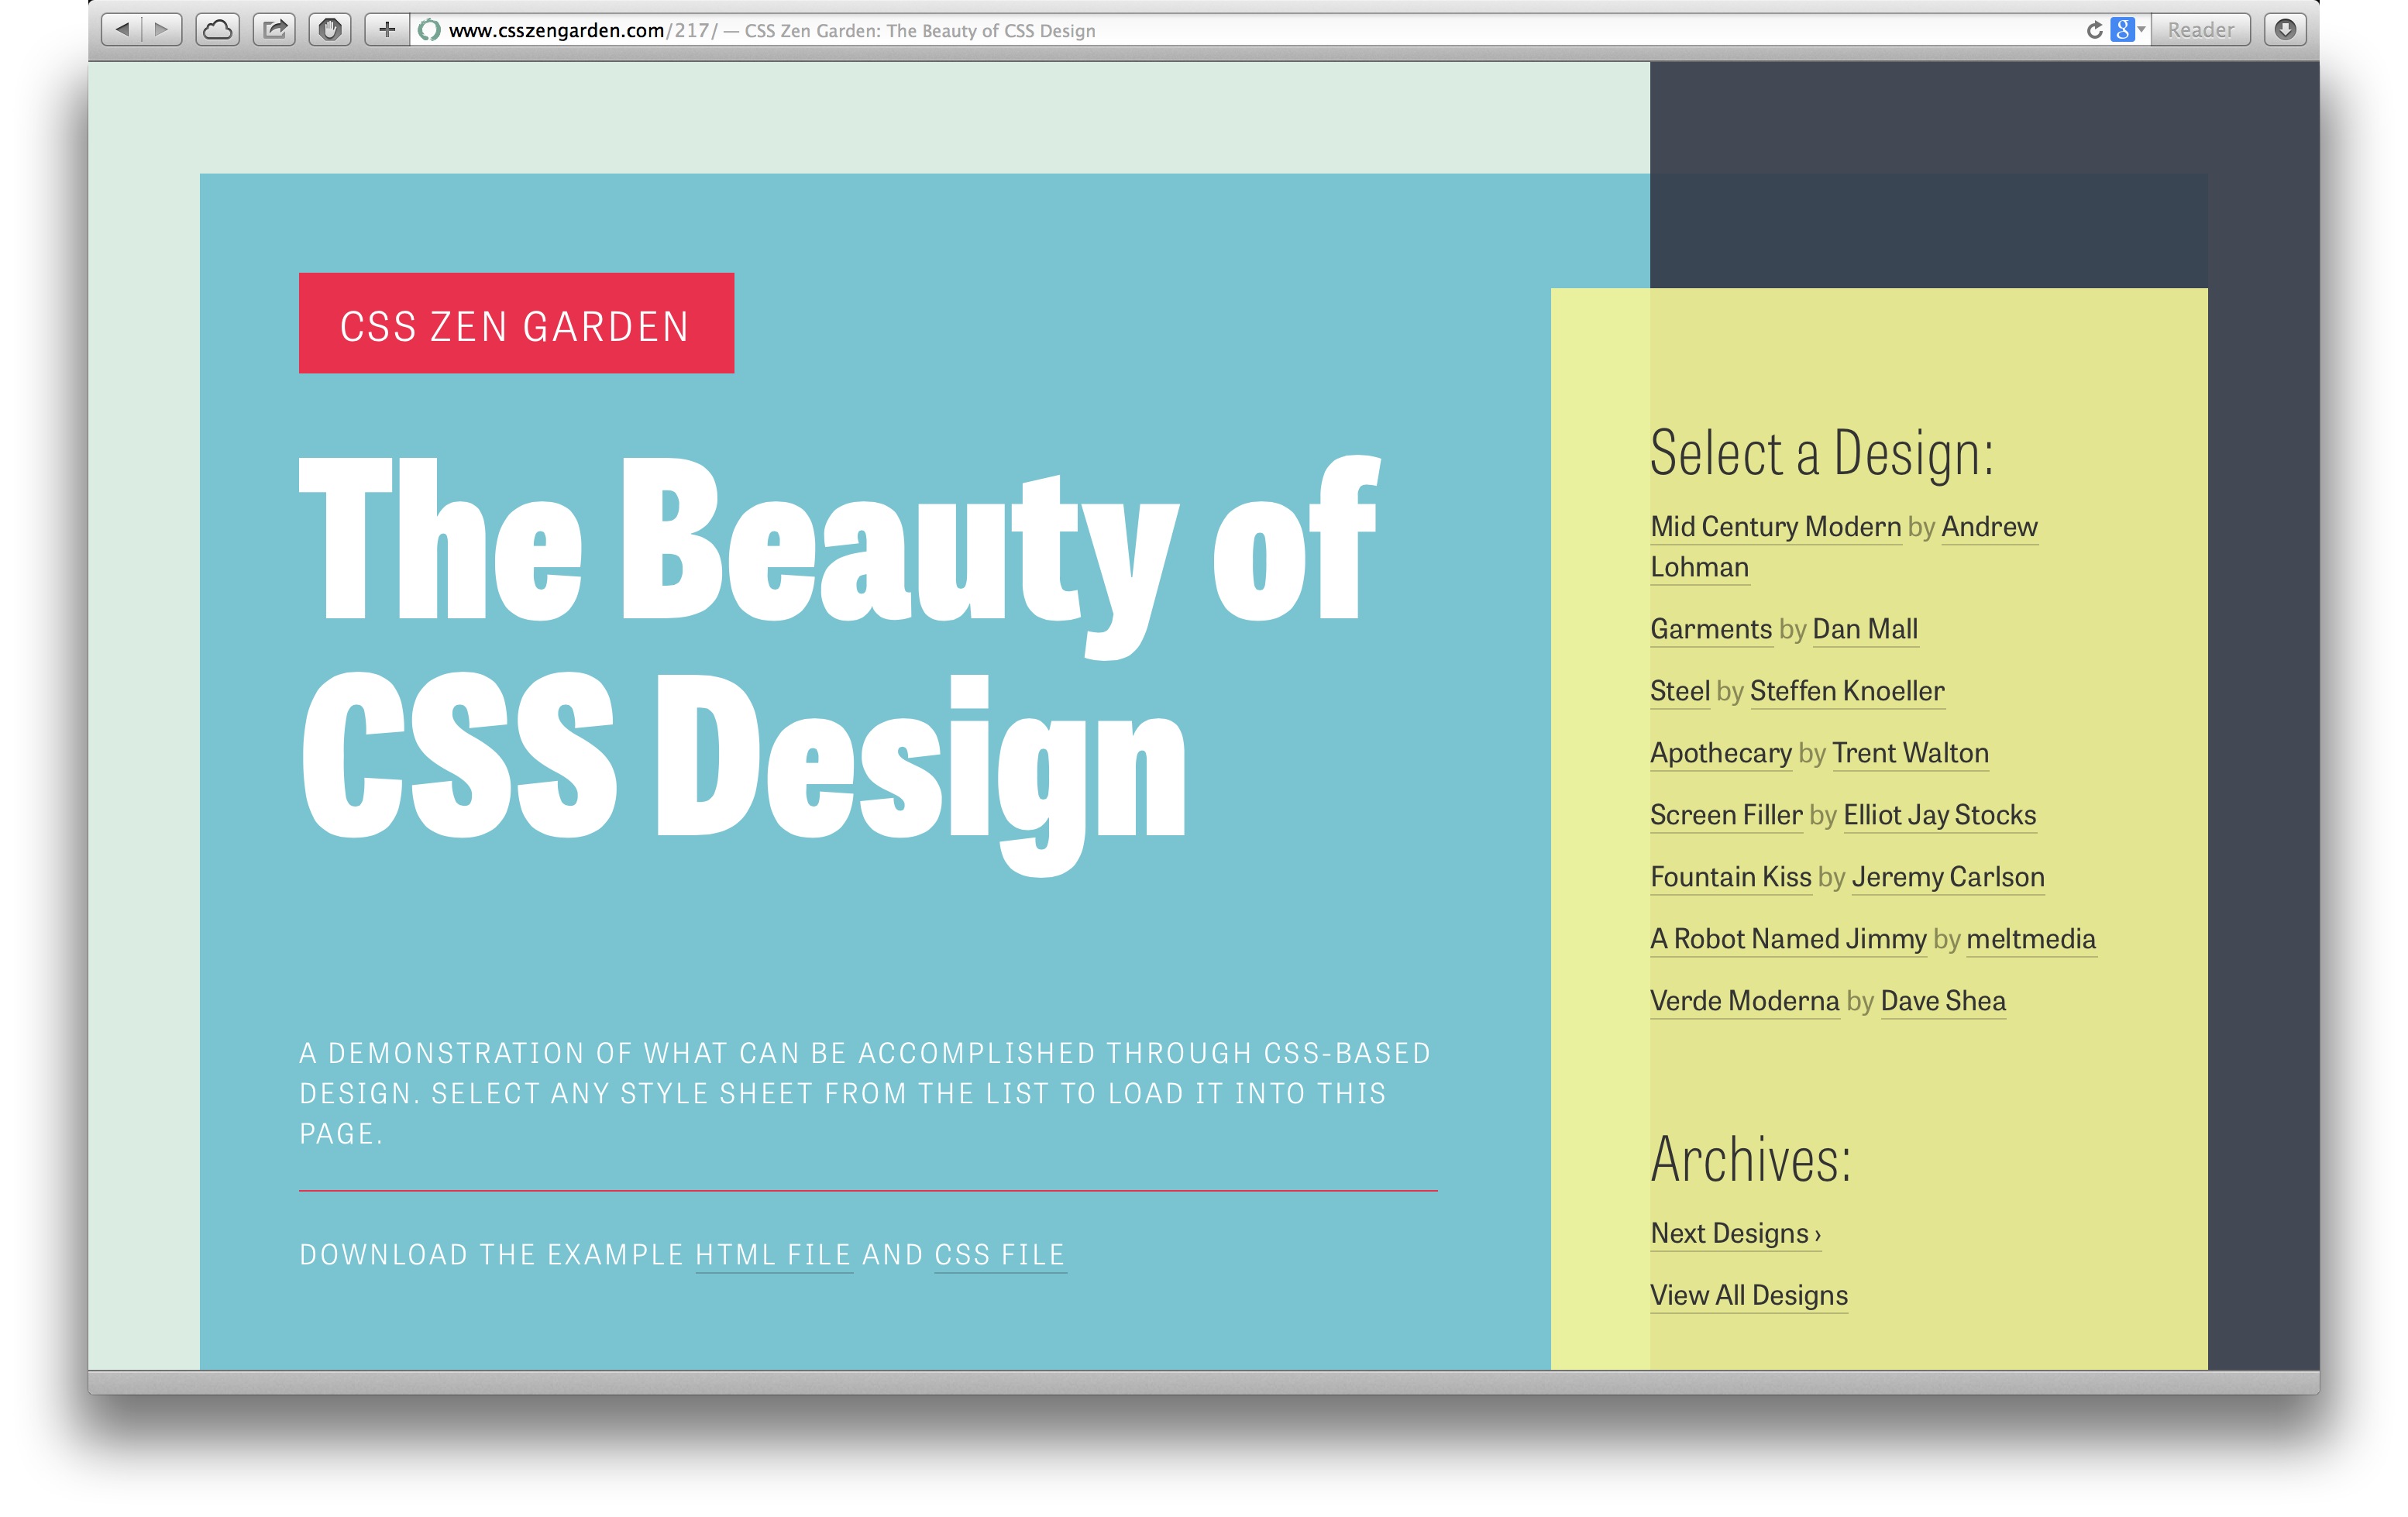 www.csszengarden.com/217/ — CSS Zen Garden: The Beauty of CSS Design
g
Reader
CSS ZEN GARDEN
The Beauty of
CSS Design
A DEMONSTRATION OF WHAT CAN BE ACCOMPLISHED THROUGH CSS-BASED
DESIGN. SELECT ANY STYLE SHEET FROM THE LIST TO LOAD IT INTO THIS
PAGE.
DOWNLOAD THE EXAMPLE HTML FILE AND CSS FILE
Select a Design:
Mid Century Modern by Andrew
Lohman
Garments by Dan Mall
Steel by Steffen Knoeller
Apothecary by Trent Walton
Screen Filler by Elliot Jay Stocks
Fountain Kiss by Jeremy Carlson
A Robot Named Jimmy by meltmedia
Verde Moderna by Dave Shea
Archives:
Next Designs ›
View All Designs